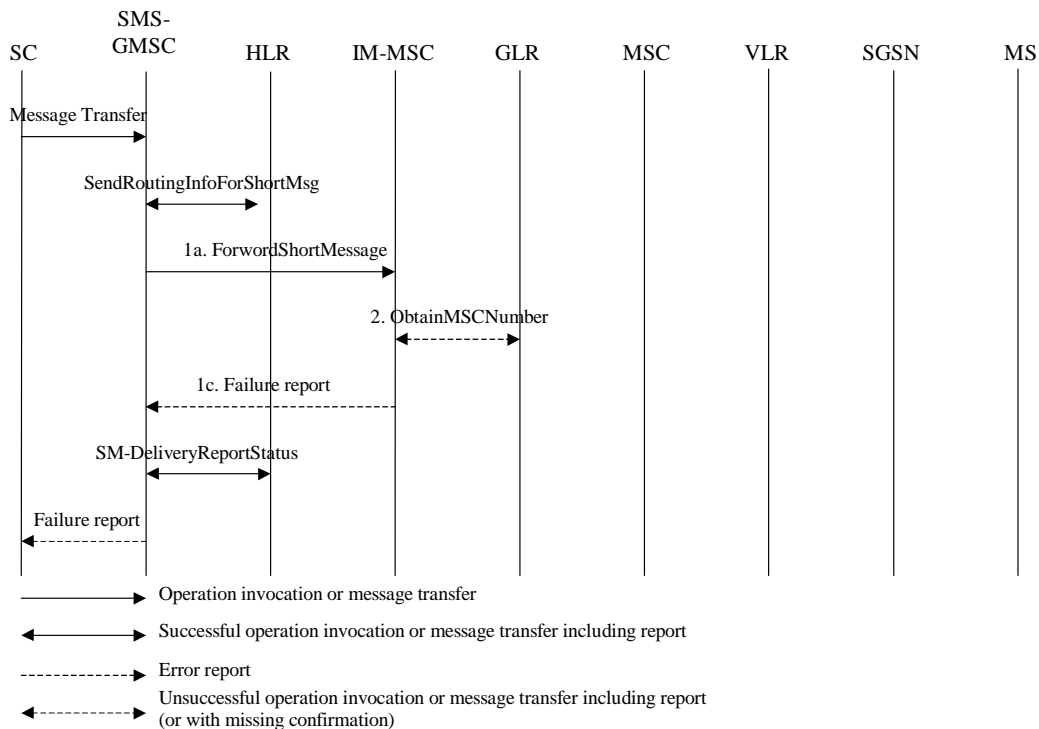 SMS-
GMSC
SC
HLR
IM-MSC
GLR
MSC
VLR
SGSN
MS
Message Transfer
SendRoutingInfoForShortMsg
1a. ForwordShortMessage
2. ObtainMSCNumber
1c. Failure report
SM-DeliveryReportStatus
Failure report
Operation invocation or message transfer
Successful operation invocation or message transfer including report
Error report
Unsuccessful operation invocation or message transfer including report
(or with missing confirmation)